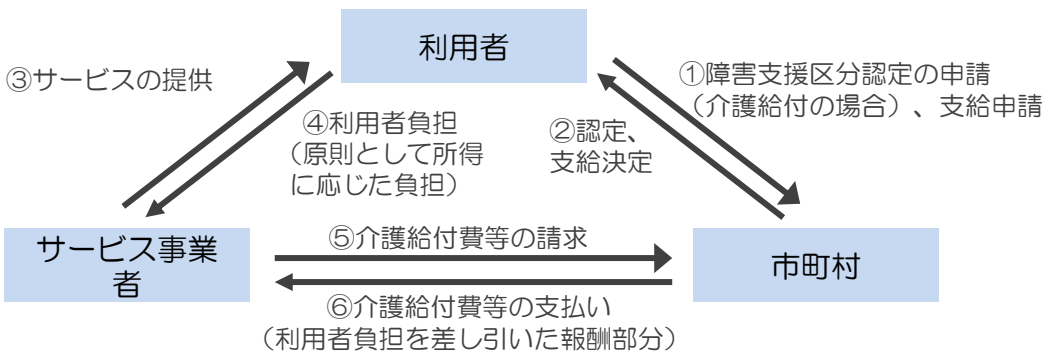 利用者
③サービスの提供
①障害支援区分認定の申請
（介護給付の場合）、支給申請
④利用者負担
（原則として所得
に応じた負担）
②認定、
支給決定
サービス事業
者
⑤介護給付費等の請求
市町村
⑥介護給付費等の支払い
（利用者負担を差し引いた報酬部分）